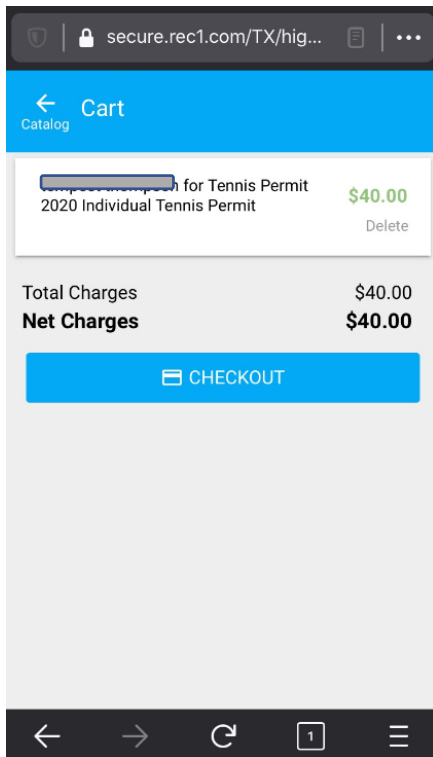 secure.rec1.com/TX/hig...
Cart
Catalog
for Tennis Permit
$40.00
2020 Individual Tennis Permit
Delete
Total Charges $40.00
Net Charges $40.00
CHECKOUT
1